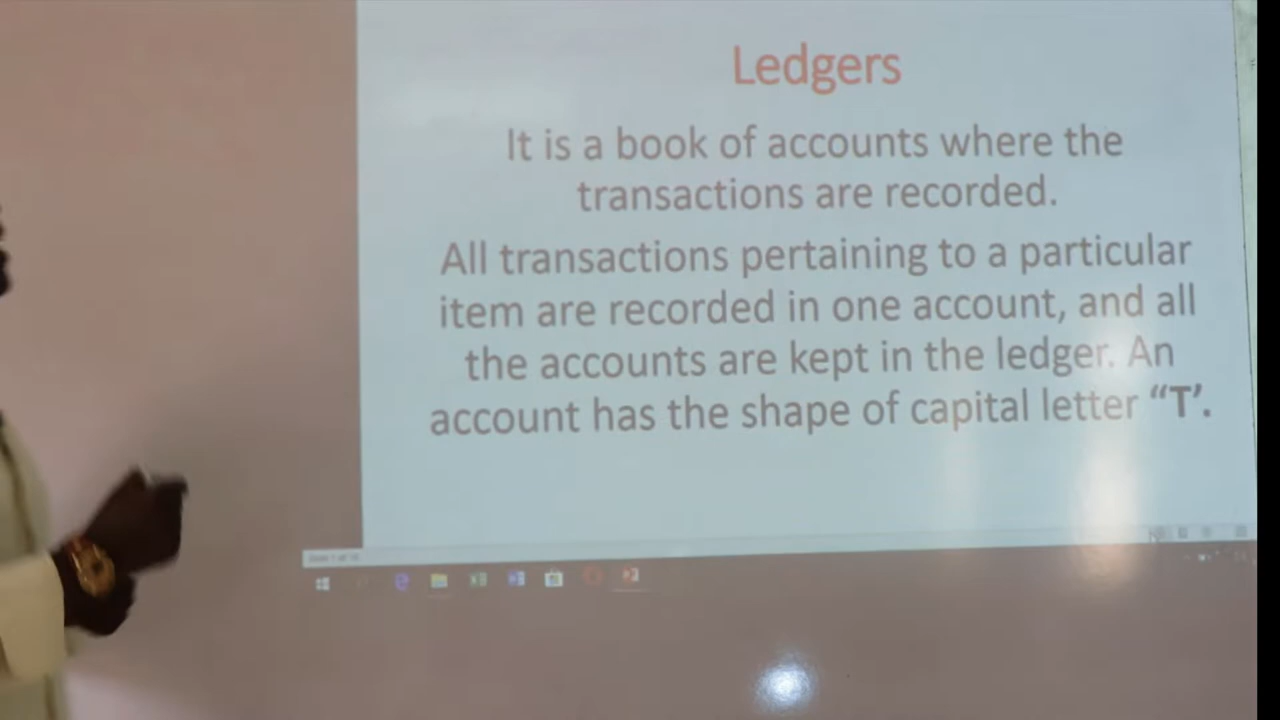 Ledgers
It is a book of accounts where the
transactions are recorded.
All transactions pertaining to a particular
item are recorded in one account, and all
the accounts are kept in the ledger. An
account has the shape of capital letter “T’.